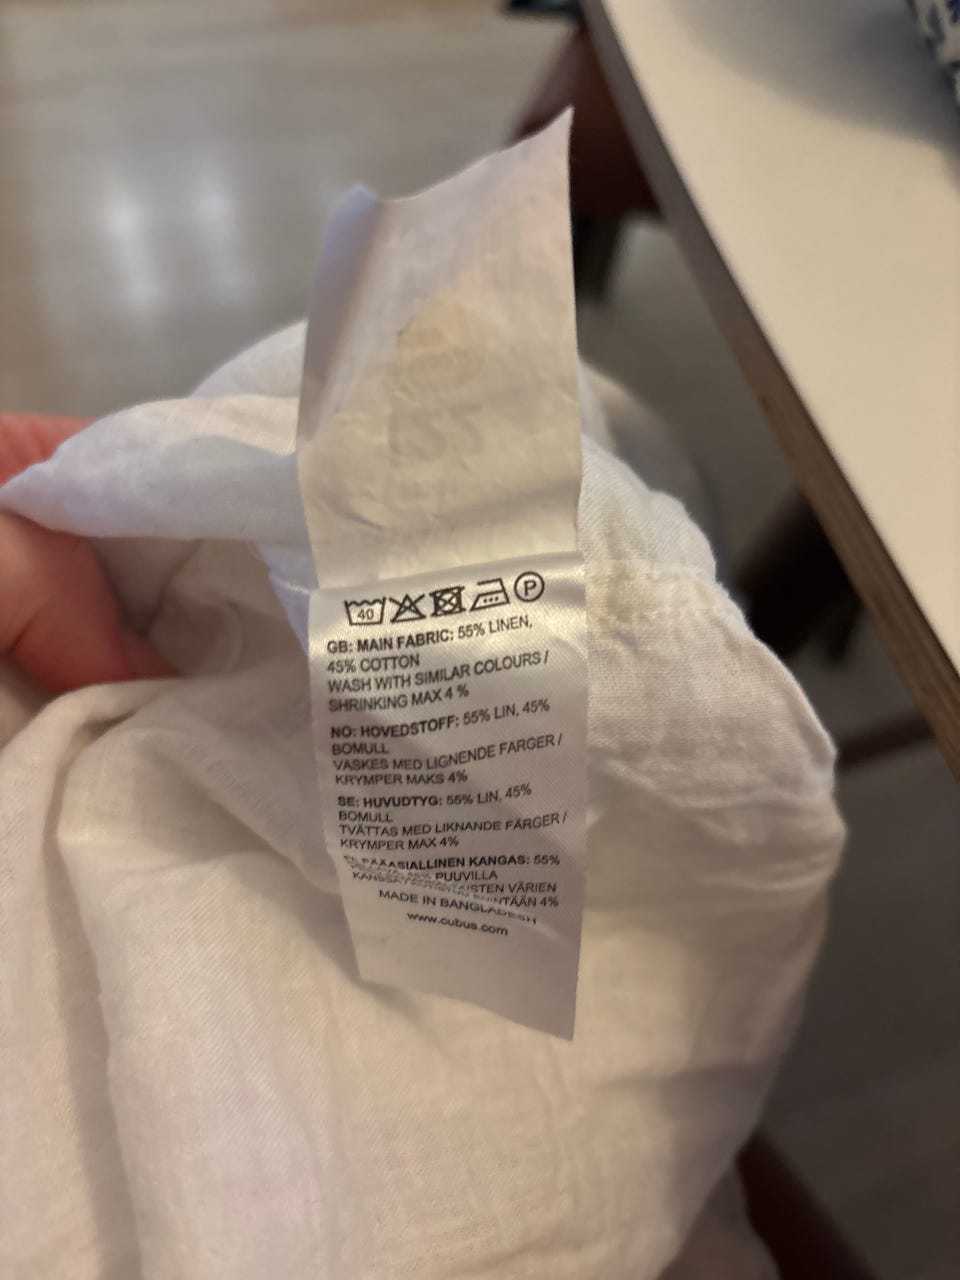 40 P
GB: MAIN FABRIC: 55% LINEN,
45% COTTON
WASH WITH SIMILAR COLOURS /
SHRINKING MAX 4 %
NO: HOVEDSTOFF: 55% LIN, 45%
BOMULL
VASKES MED LIGNENDE FARGER /
KRYMPER MAKS 4%
SE: HUVUDTYG: 55% LIN, 45%
BOMULL
TVÄTTAS MED LIKNANDE FÄRGER /
KRYMPER MAX 4%
PÄÄASIALLINEN KANGAS: 55%
45% PUUVILLA
VÄRIEN
ENINTÄÄN 4%
MADE IN BANGLADESH
www.cubus.com